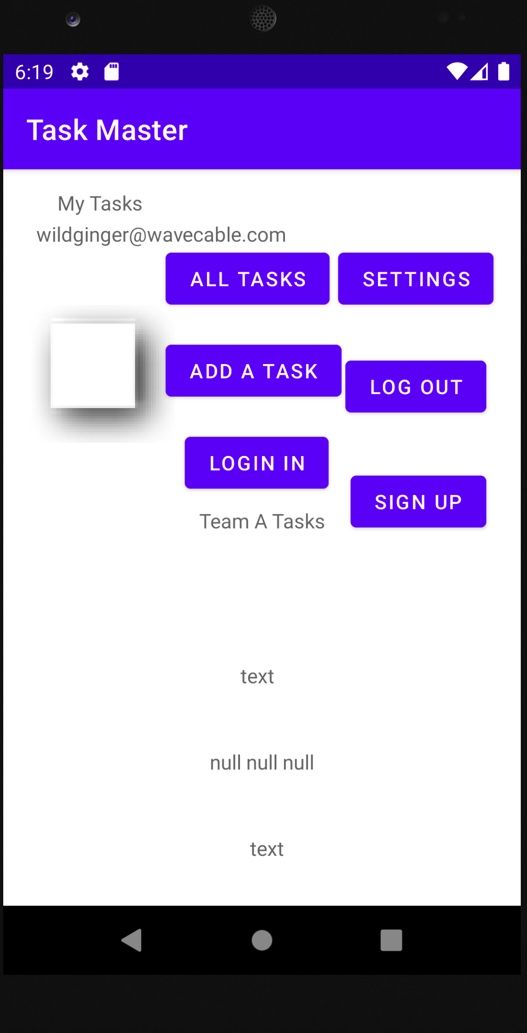 6:19
Task Master
My Tasks
wildginger@wavecable.com
ALL TASKS SETTINGS
ADD A TASK
LOG OUT
LOGIN IN
SIGN UP
Team A Tasks
text
null null null
text